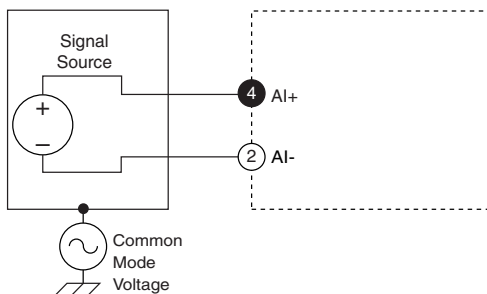 Signal
Source
+
−
4 AI+
2 AI-
Common
Mode
Voltage